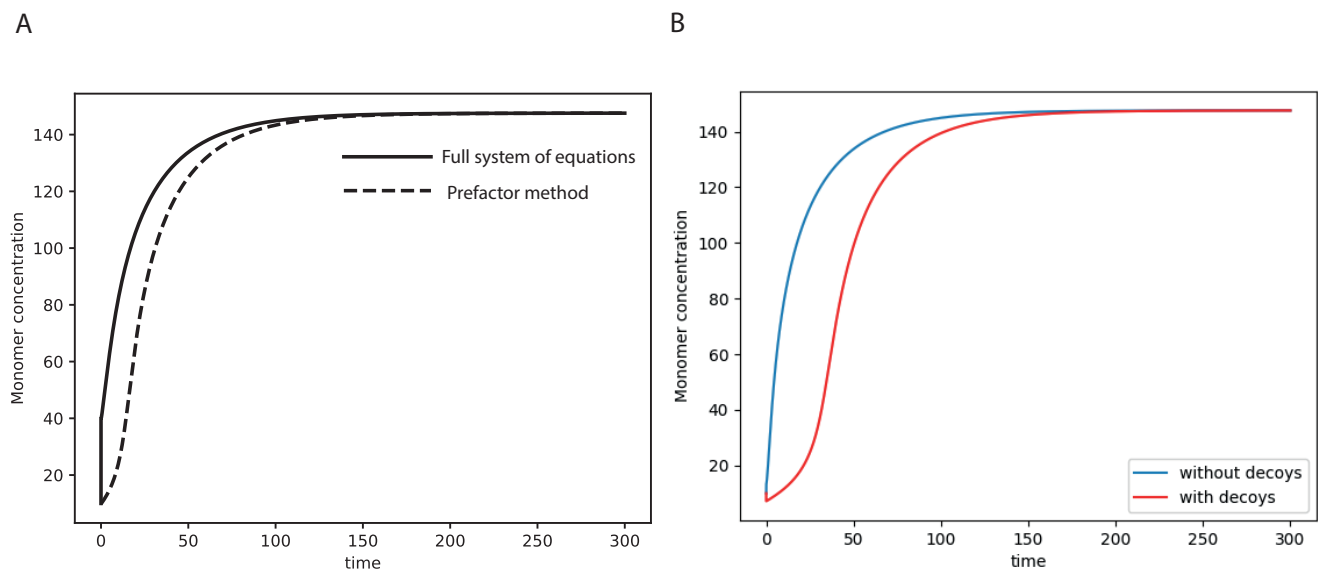 A
Monomer concentration
140
120
100
80
60
40
20
0
50
100
150
200
250
300
time
Full system of equations
Prefactor method
B
Monomer concentration
140
120
100
80
60
40
20
0
50
100
150
200
250
300
time
without decoys
with decoys